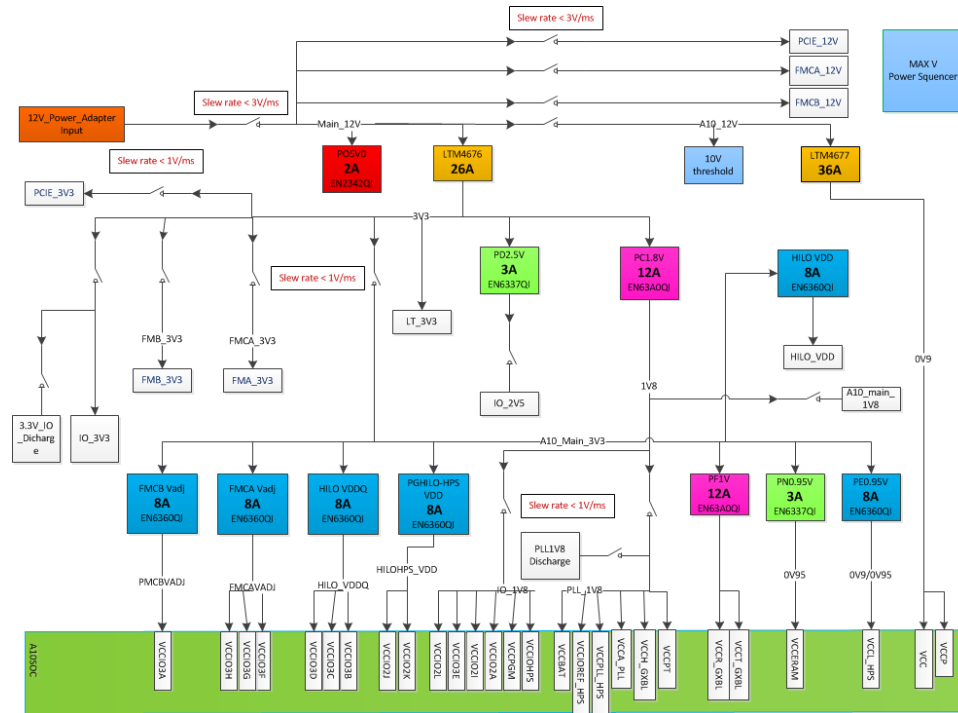 Slew rate < 3V/ms
PCIE_12V
FMCA_12V
FMCB_12V
MAX V
Power Squencer
Slew rate < 3V/ms
12V_Power_Adapter
Input
Main_12V
A10_12V
PO5V0
2A
EN2342QI
LTM4676
26A
10V
threshold
LTM4677
36A
Slew rate < 1V/ms
PCIE_3V3
3V3
Slew rate < 1V/ms
PD2.5V
3A
EN6337QI
PC1.8V
12A
EN63A0QI
HILO VDD
8A
EN6360QI
LT_3V3
FMB_3V3
FMCA_3V3
HILO_VDD
0V9
FMB_3V3
FMA_3V3
1V8
IO_2V5
A10_main_
1V8
3.3V_IO
_Dicharg
e
IO_3V3
A10_Main_3V3
FMCB Vadj
8A
EN6360QI
FMCA Vadj
8A
EN6360QI
HILO VDDQ
8A
EN6360QI
PGHILO-HPS
VDD
8A
EN6360QI
Slew rate < 1V/ms
PF1V
12A
EN63A0QI
PN0.95V
3A
EN6337QI
PE0.95V
8A
EN6360QI
PLL1V8
Discharge
PMCBVADJ
FMCAVADJ
HILO_VDDQ
HILOHPS_VDD
IO_1V8
PLL_1V8
0V95
0V9/0V95
A10SOC
VCCIO3A
VCCIO3H
VCCIO3G
VCCIO3F
VCCIO3D
VCCIO3C
VCCIO3B
VCCIO2J
VCCIO2K
VCCIO2L
VCCIO3E
VCCIO2I
VCCIO2A
VCCPGM
VCCIOHPS
VCCBAT
VCCIOREF_HPS
VCCPLL_HPS
VCCA_PLL
VCCH_GXBL
VCCPT
VCCR_GXBL
VCCT_GXBL
VCCERAM
VCCL_HPS
VCC
VCCP